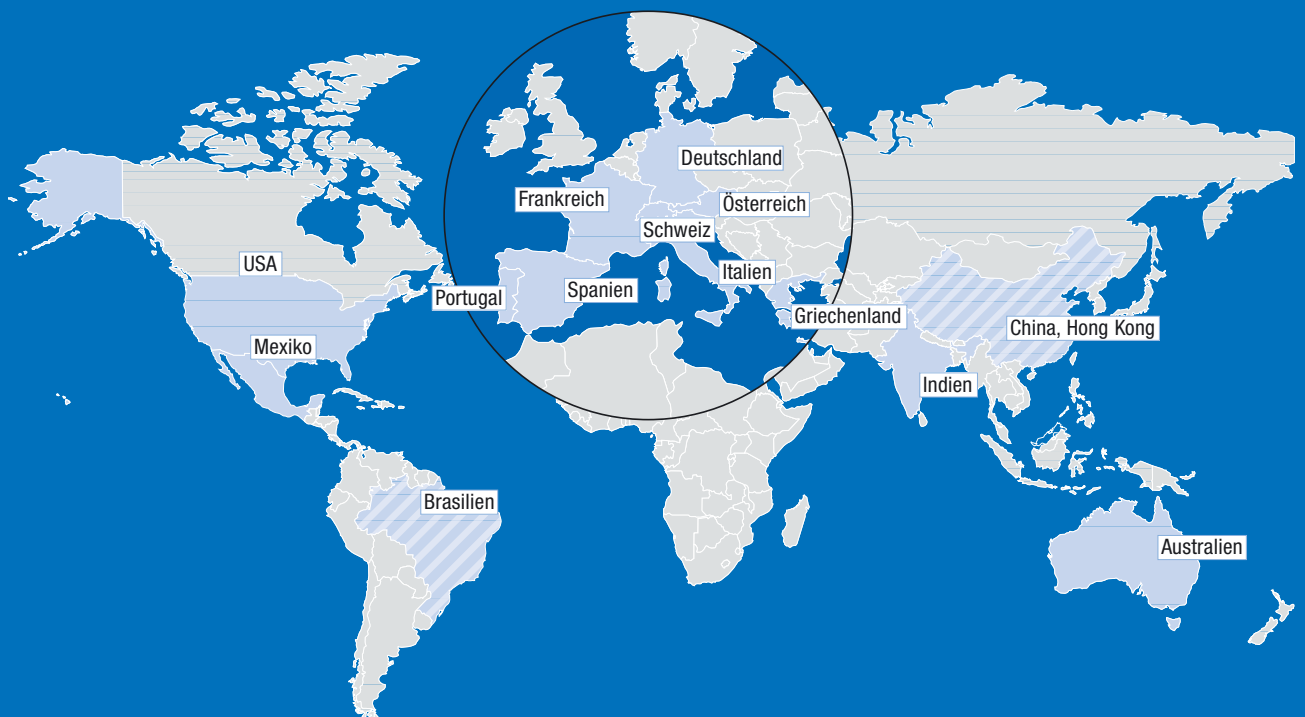 Deutschland
Frankreich
Österreich
Schweiz
USA
Italien
Portugal
Spanien
Griechenland
China, Hong Kong
Mexiko
Indien
Brasilien
Australien